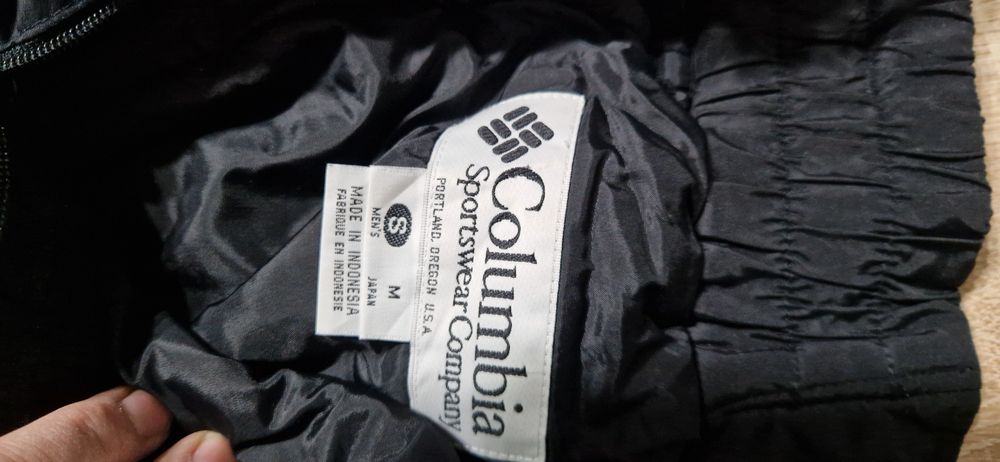 Columbia
Sportswear Company
PORTLAND, OREGON U.S.A.
S M
MEN'S JAPAN
MADE IN INDONESIA
FABRIQUE EN INDONESIE